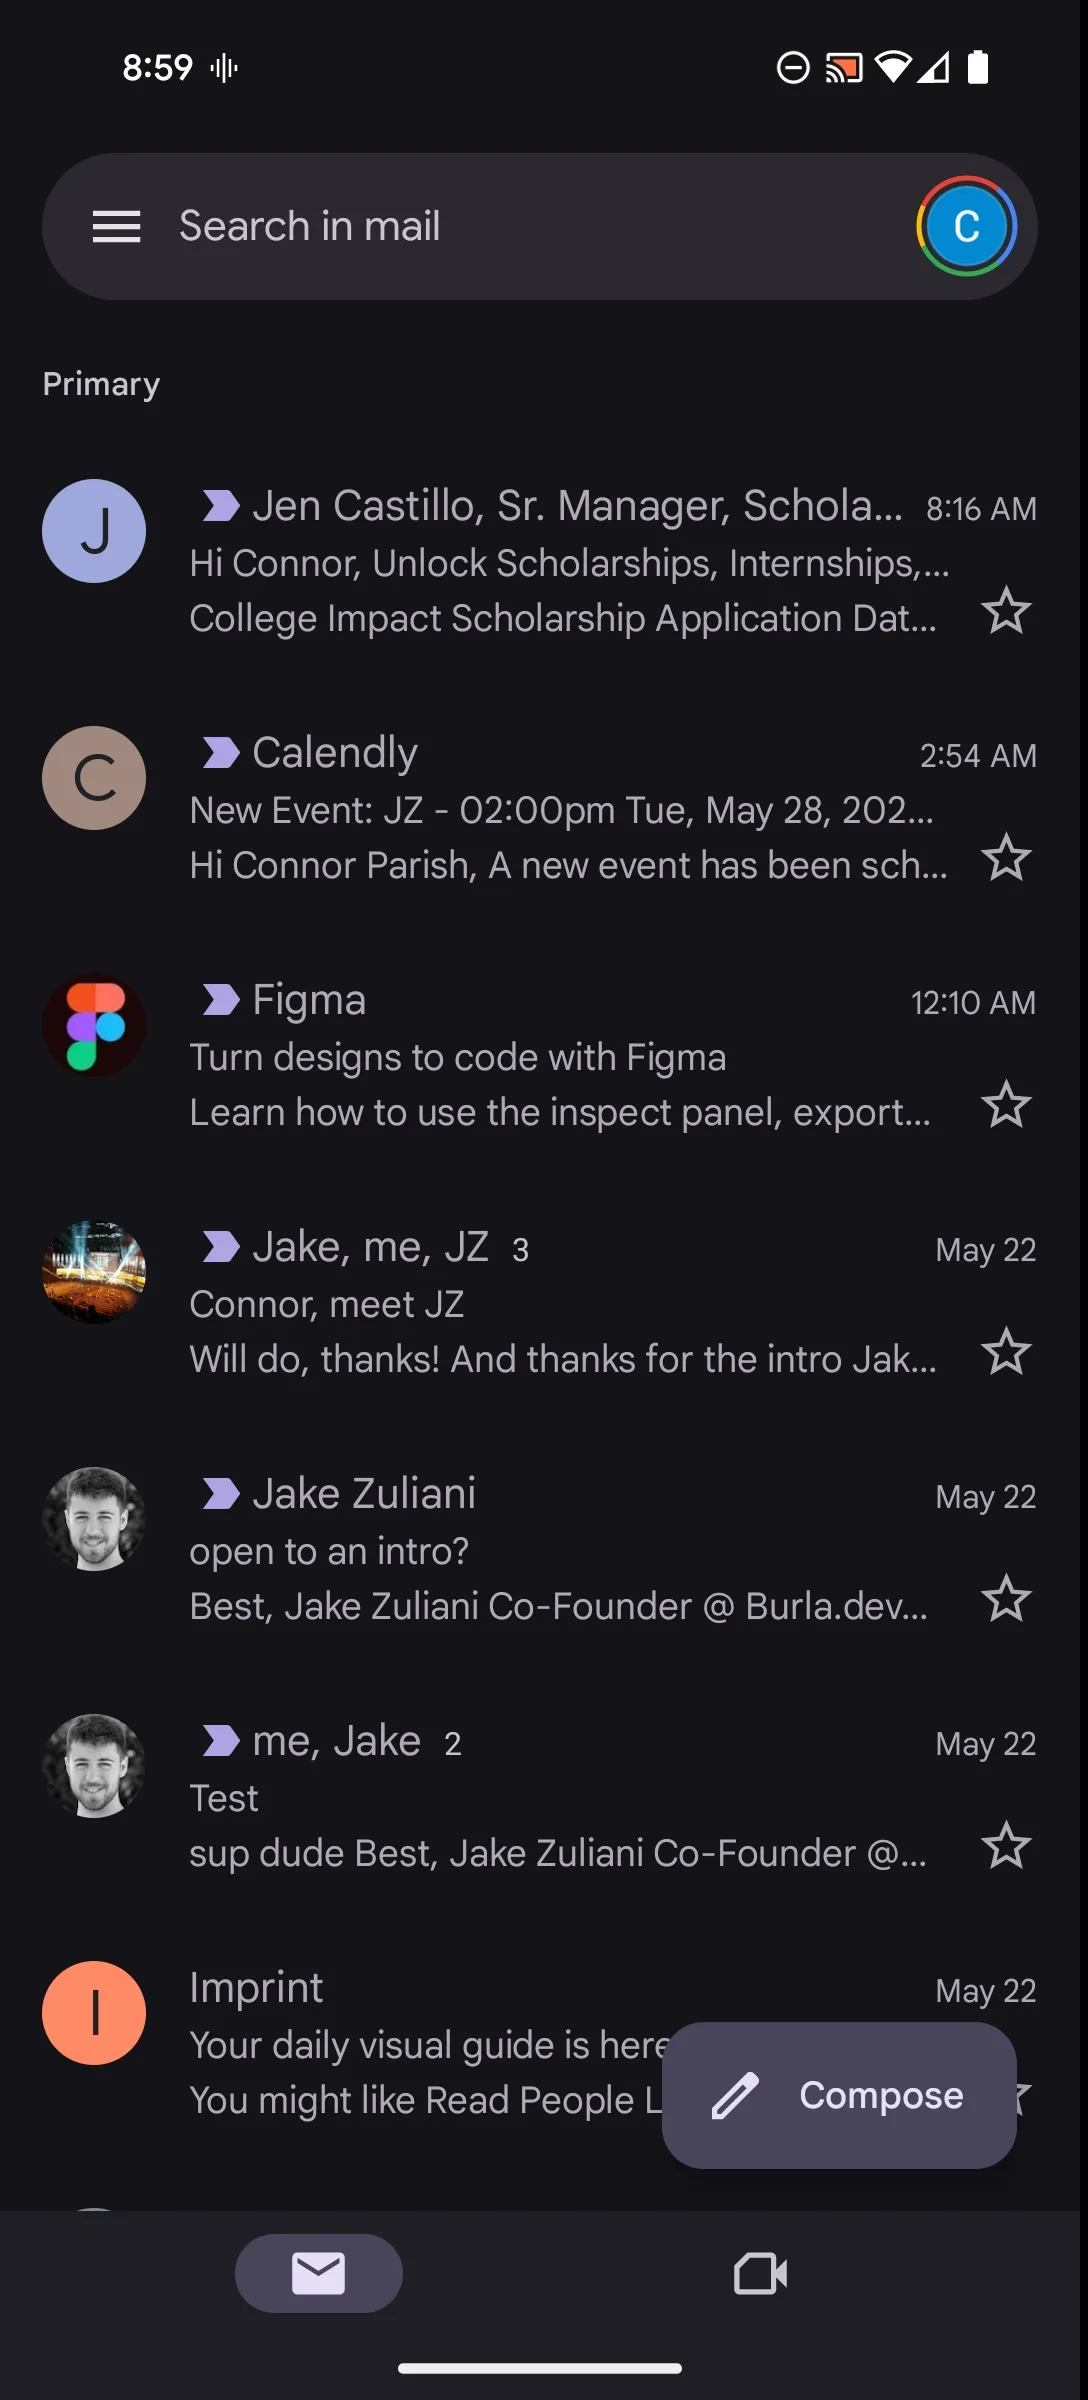 8:59
Search in mail
C
Primary
J
Jen Castillo, Sr. Manager, Schola... 8:16 AM
Hi Connor, Unlock Scholarships, Internships,...
College Impact Scholarship Application Dat...
C
Calendly 2:54 AM
New Event: JZ - 02:00pm Tue, May 28, 202...
Hi Connor Parish, A new event has been sch...
Figma 12:10 AM
Turn designs to code with Figma
Learn how to use the inspect panel, export...
Jake, me, JZ 3 May 22
Connor, meet JZ
Will do, thanks! And thanks for the intro Jak...
Jake Zuliani May 22
open to an intro?
Best, Jake Zuliani Co-Founder @ Burla.dev...
me, Jake 2 May 22
Test
sup dude Best, Jake Zuliani Co-Founder @...
I
Imprint May 22
Your daily visual guide is here
You might like Read People L
Compose